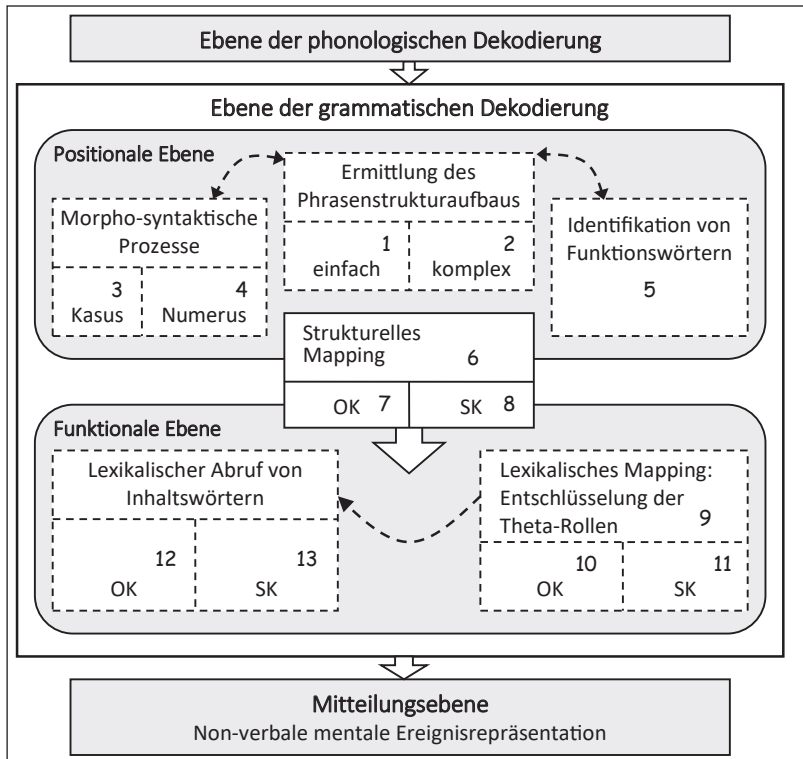 Ebene der phonologischen Dekodierung
Ebene der grammatischen Dekodierung
Positionale Ebene
Morpho-syntaktische
Prozesse
3
Kasus
4
Numerus
Ermittlung des
Phrasenstrukturaufbaus
1
einfach
2
komplex
Identifikation von
Funktionswörtern
5
Strukturelles
Mapping
6
OK 7
SK 8
Funktionale Ebene
Lexikalischer Abruf von
Inhaltswörtern
12
OK
13
SK
Lexikalisches Mapping:
Entschlüsselung der
Theta-Rollen 9
10
OK
11
SK
Mitteilungsebene
Non-verbale mentale Ereignisrepräsentation